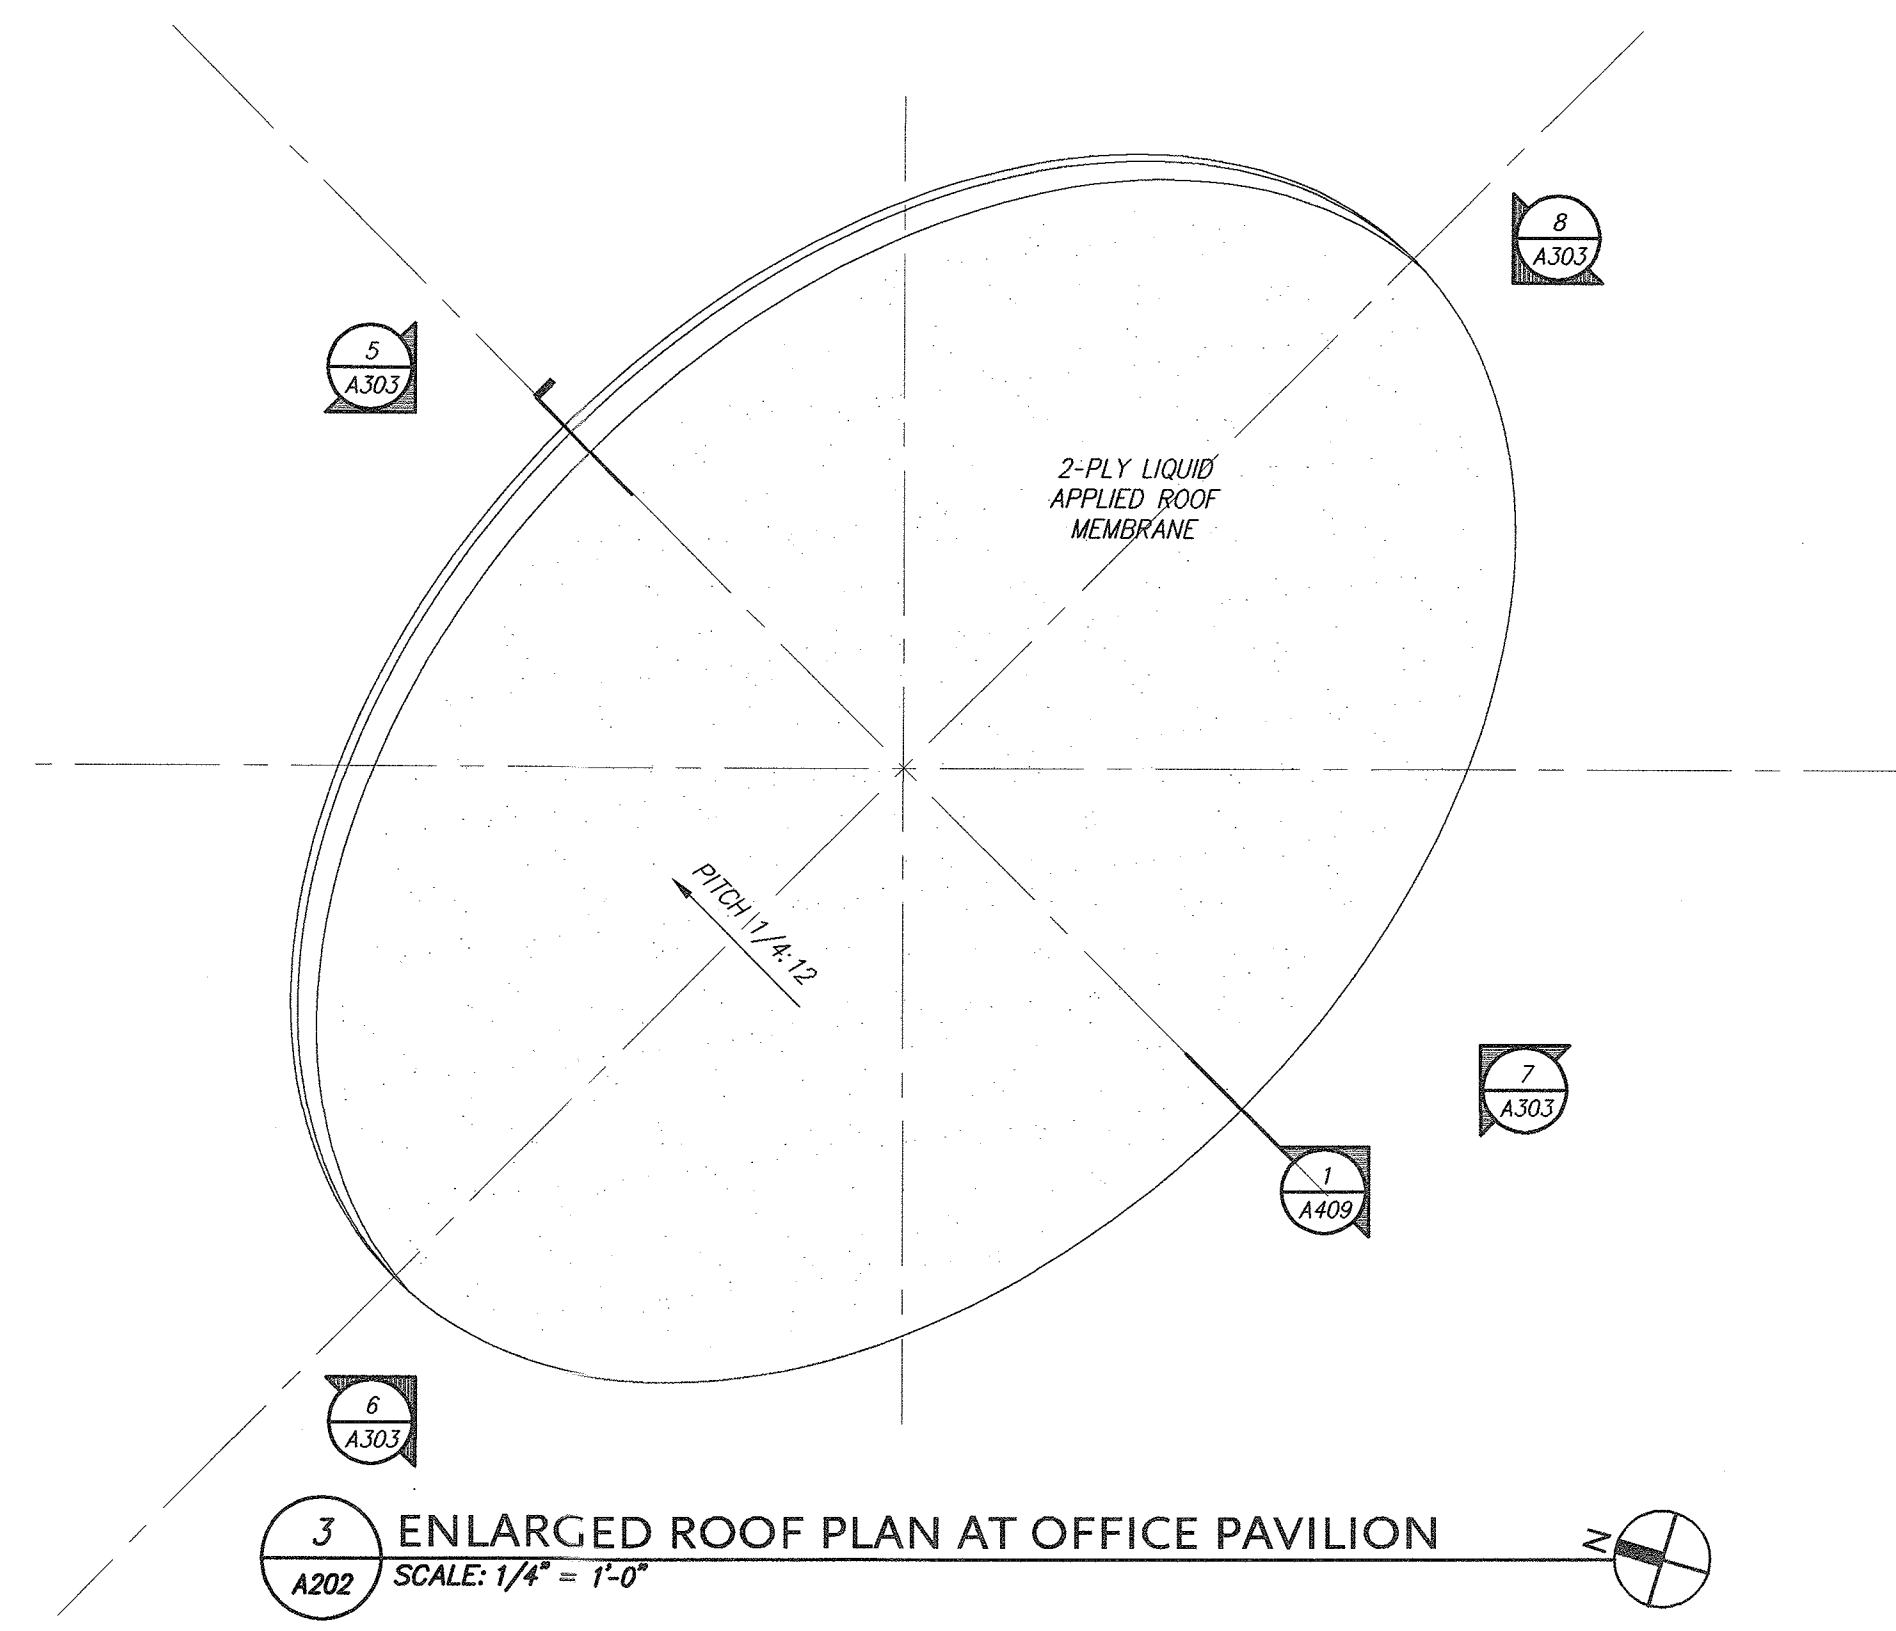 8
A303
5
A303
2-PLY LIQUID
APPLIED ROOF
MEMBRANE
PITCH 1/4:12
7
A303
1
A409
6
A303
3
A202
ENLARGED ROOF PLAN AT OFFICE PAVILION
SCALE: 1/4" = 1'-0"
N